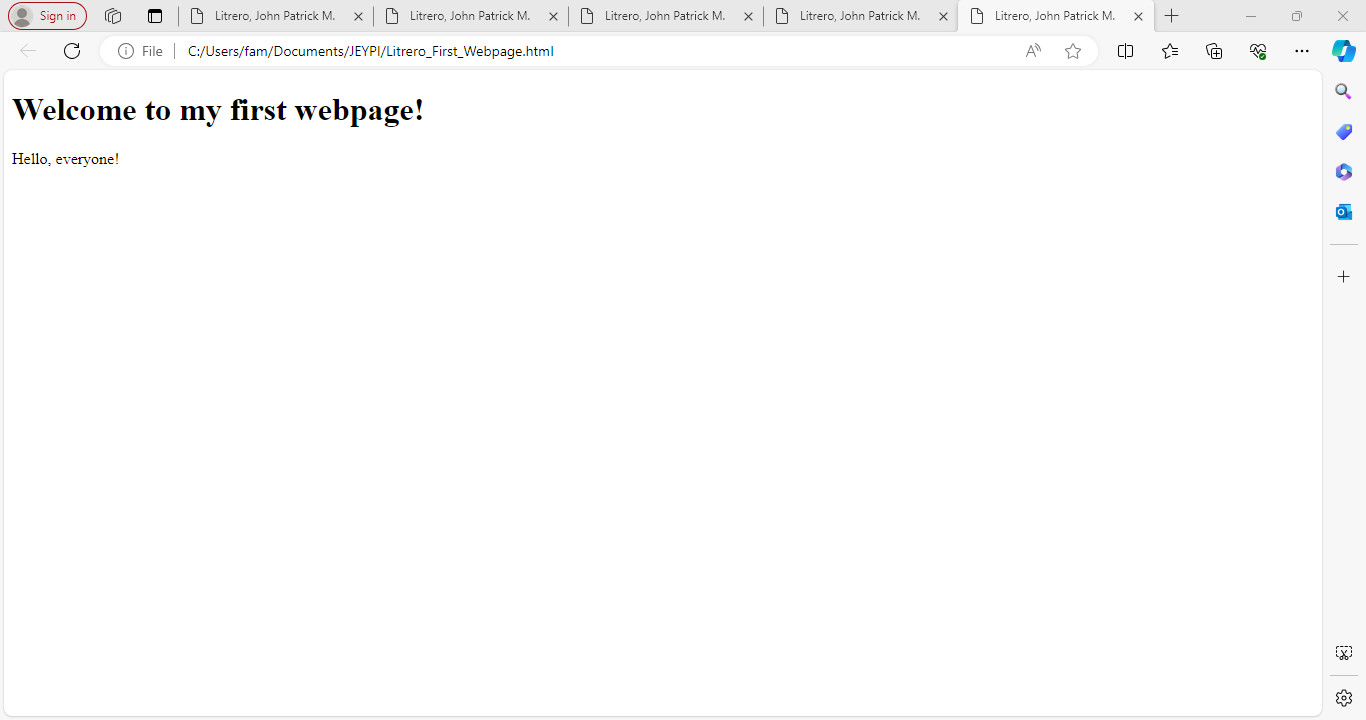 Sign in
Litrero, John Patrick M.
Litrero, John Patrick M.
Litrero, John Patrick M.
Litrero, John Patrick M.
Litrero, John Patrick M.
File
C:/Users/fam/Documents/JEYPI/Litrero_First_Webpage.html
Welcome to my first webpage!
Hello, everyone!